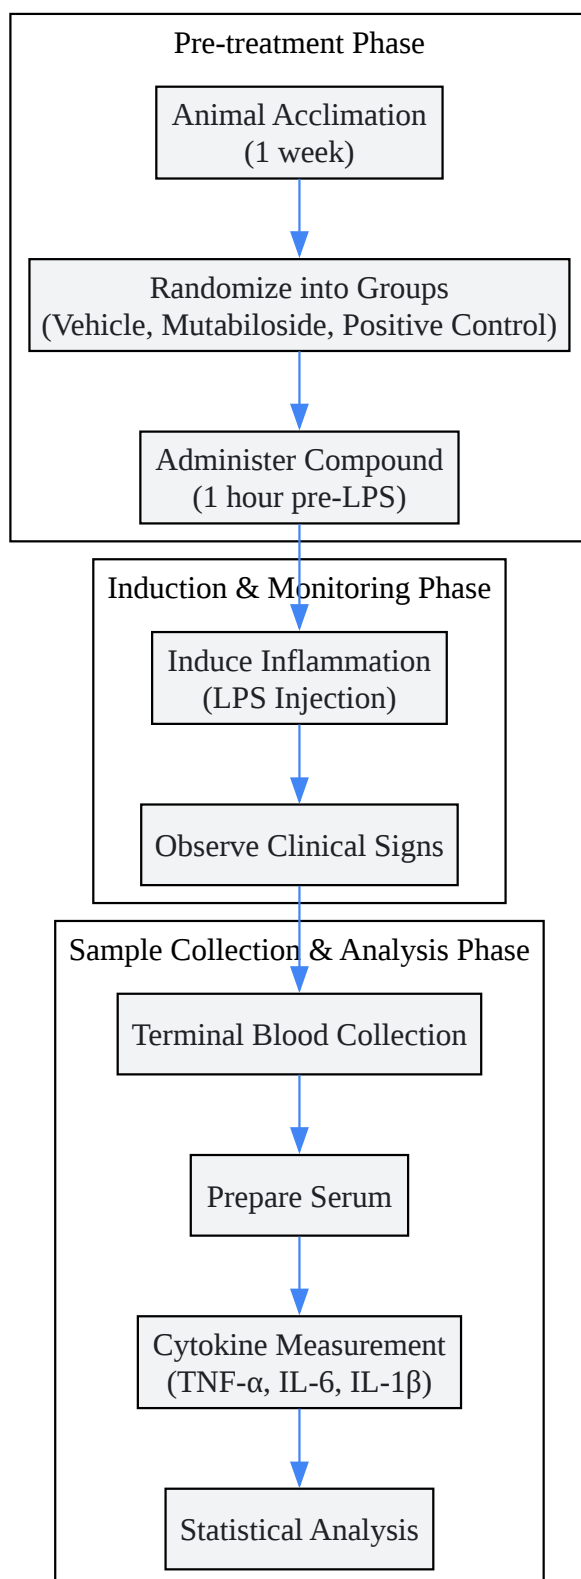 Pre-treatment Phase
Animal Acclimation
(1 week)
Randomize into Groups
(Vehicle, Mutabiloside, Positive Control)
Administer Compound
(1 hour pre-LPS)
Induction & Monitoring Phase
Induce Inflammation
(LPS Injection)
Observe Clinical Signs
Sample Collection & Analysis Phase
Terminal Blood Collection
Prepare Serum
Cytokine Measurement
(TNF-α, IL-6, IL-1β)
Statistical Analysis